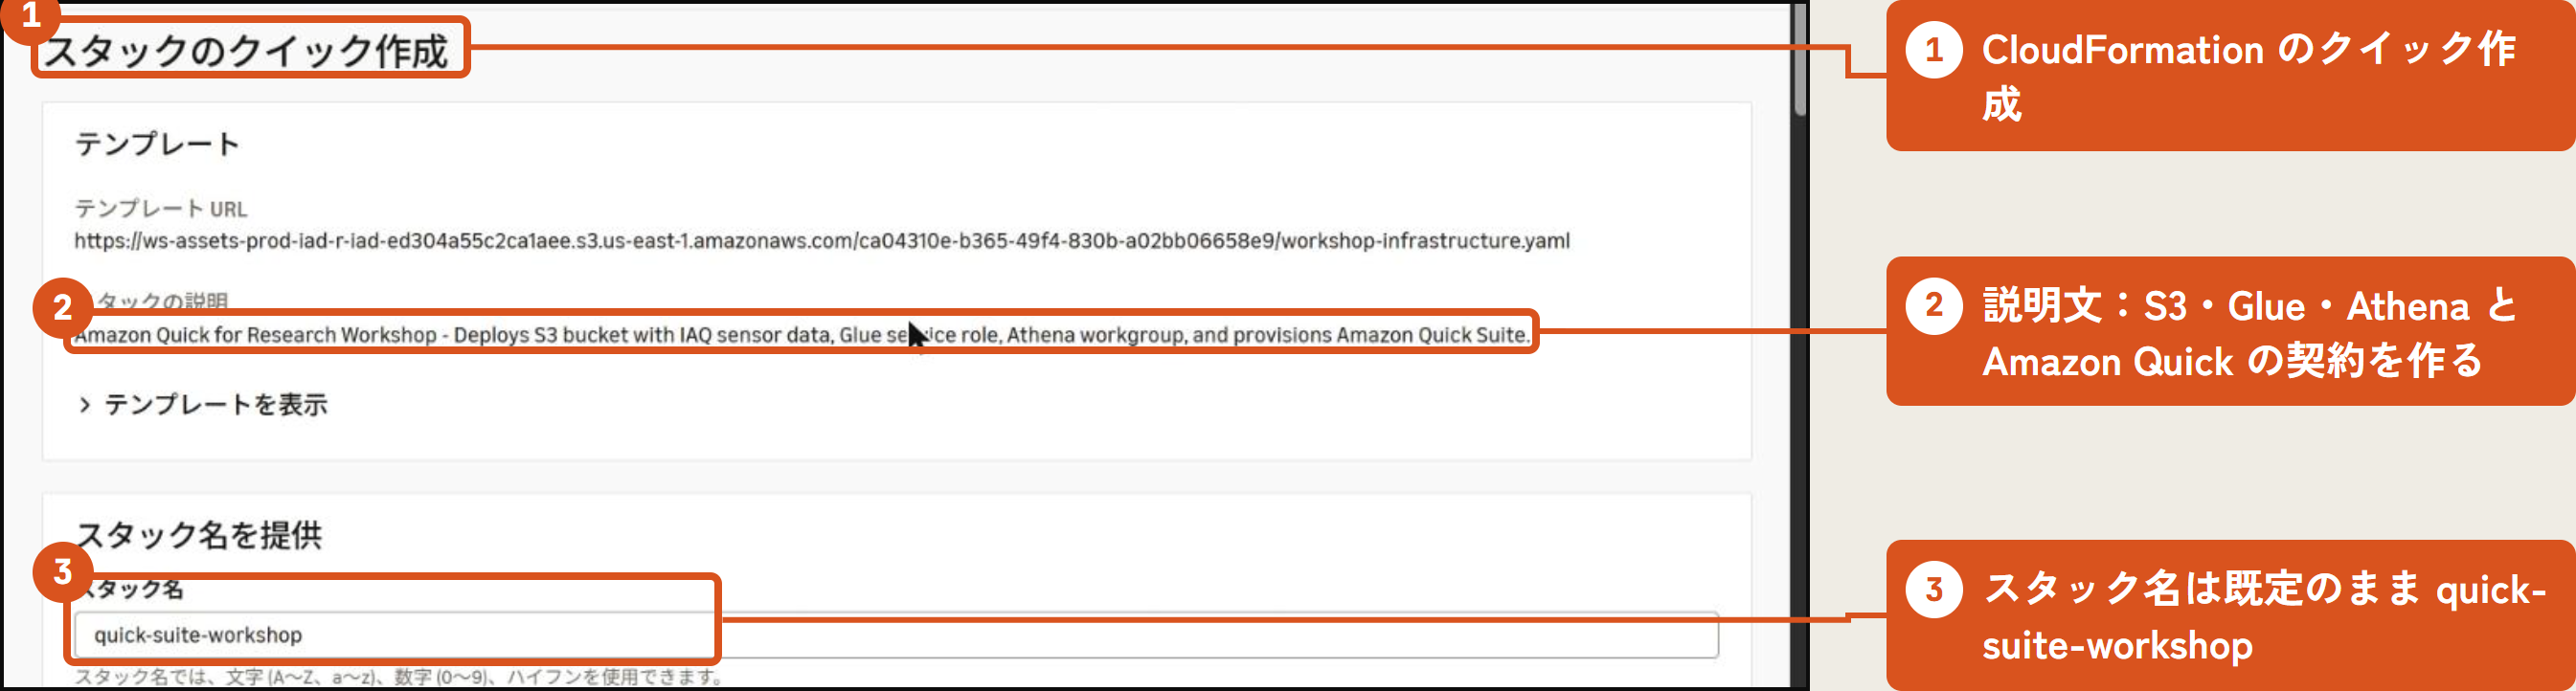 1
スタックのクイック作成
テンプレート
テンプレート URL
https://ws-assets-prod-iad-r-iad-ed304a55c2ca1aee.s3.us-east-1.amazonaws.com/ca04310e-b365-49f4-830b-a02bb06658e9/workshop-infrastructure.yaml
2
タックの説明
Amazon Quick for Research Workshop - Deploys S3 bucket with IAQ sensor data, Glue service role, Athena workgroup, and provisions Amazon Quick Suite.
テンプレートを表示
スタック名を提供
3
スタック名
quick-suite-workshop
スタック名では、文字 (A～Z、a～z)、数字 (0～9)、ハイフンを使用できます。
1 CloudFormation のクイック作
成
2 説明文：S3・Glue・Athena と
Amazon Quick の契約を作る
3 スタック名は既定のまま quick-
suite-workshop